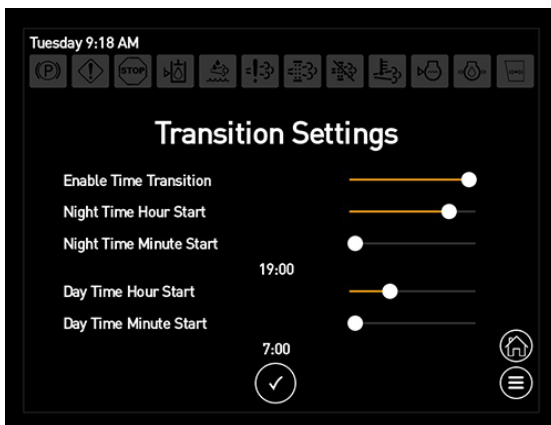 Tuesday 9:18 AM
(P) STOP
Transition Settings
Enable Time Transition
Night Time Hour Start
Night Time Minute Start
19:00
Day Time Hour Start
Day Time Minute Start
7:00